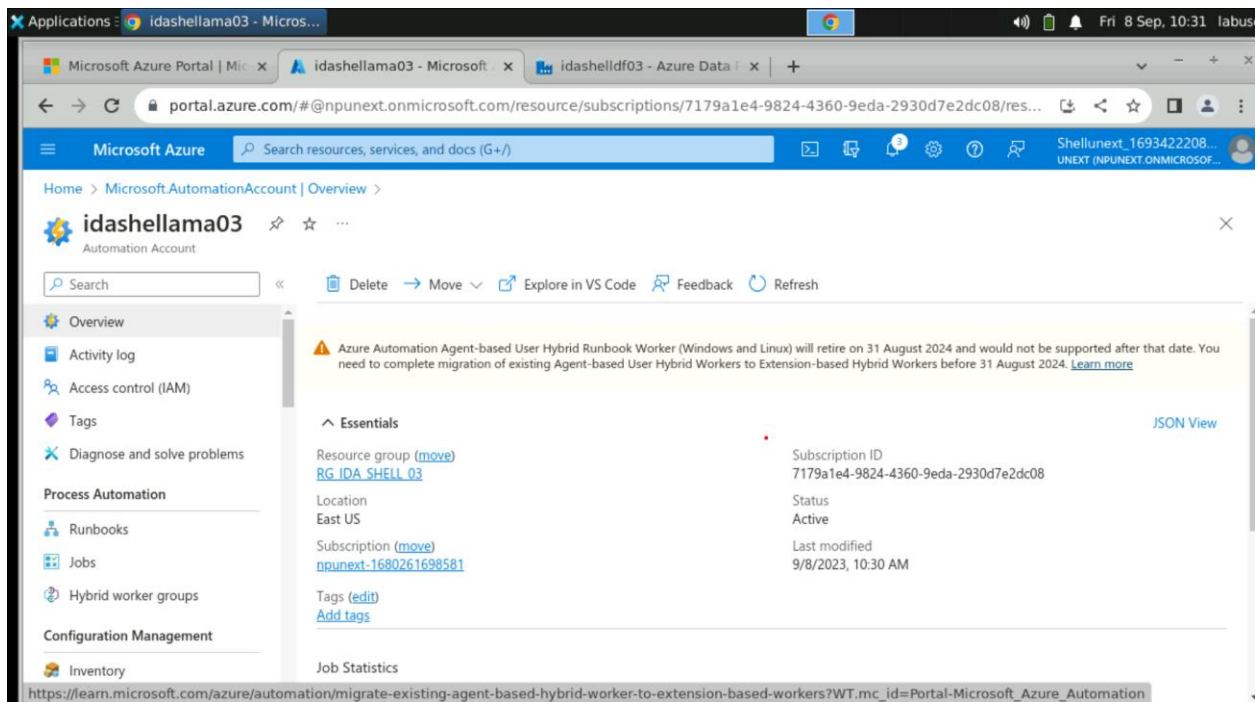 Applications
idashellama03 - Micros...
Fri 8 Sep, 10:31 labus
Microsoft Azure Portal | Mic
idashellama03 - Microsoft
idashelldf03 - Azure Data
portal.azure.com/#@npunext.onmicrosoft.com/resource/subscriptions/7179a1e4-9824-4360-9eda-2930d7e2dc08/res...
Microsoft Azure
Search resources, services, and docs (G+/)
3
Shellunext_1693422208...
UNEXT (NPUNEXT.ONMICROSOF...
Home > Microsoft.AutomationAccount | Overview >
idashellama03
Automation Account
Search
Delete Move Explore in VS Code Feedback Refresh
Overview
Activity log
Access control (IAM)
Tags
Diagnose and solve problems
Process Automation
Runbooks
Jobs
Hybrid worker groups
Configuration Management
Inventory
Azure Automation Agent-based User Hybrid Runbook Worker (Windows and Linux) will retire on 31 August 2024 and would not be supported after that date. You
need to complete migration of existing Agent-based User Hybrid Workers to Extension-based Hybrid Workers before 31 August 2024. Learn more
Essentials
JSON View
Resource group (move)
RG_IDA_SHELL_03
Location
East US
Subscription (move)
npunext-1680261698581
Tags (edit)
Add tags
Subscription ID
7179a1e4-9824-4360-9eda-2930d7e2dc08
Status
Active
Last modified
9/8/2023, 10:30 AM
Job Statistics
https://learn.microsoft.com/azure/automation/migrate-existing-agent-based-hybrid-worker-to-extension-based-workers?WT.mc_id=Portal-Microsoft_Azure_Automation